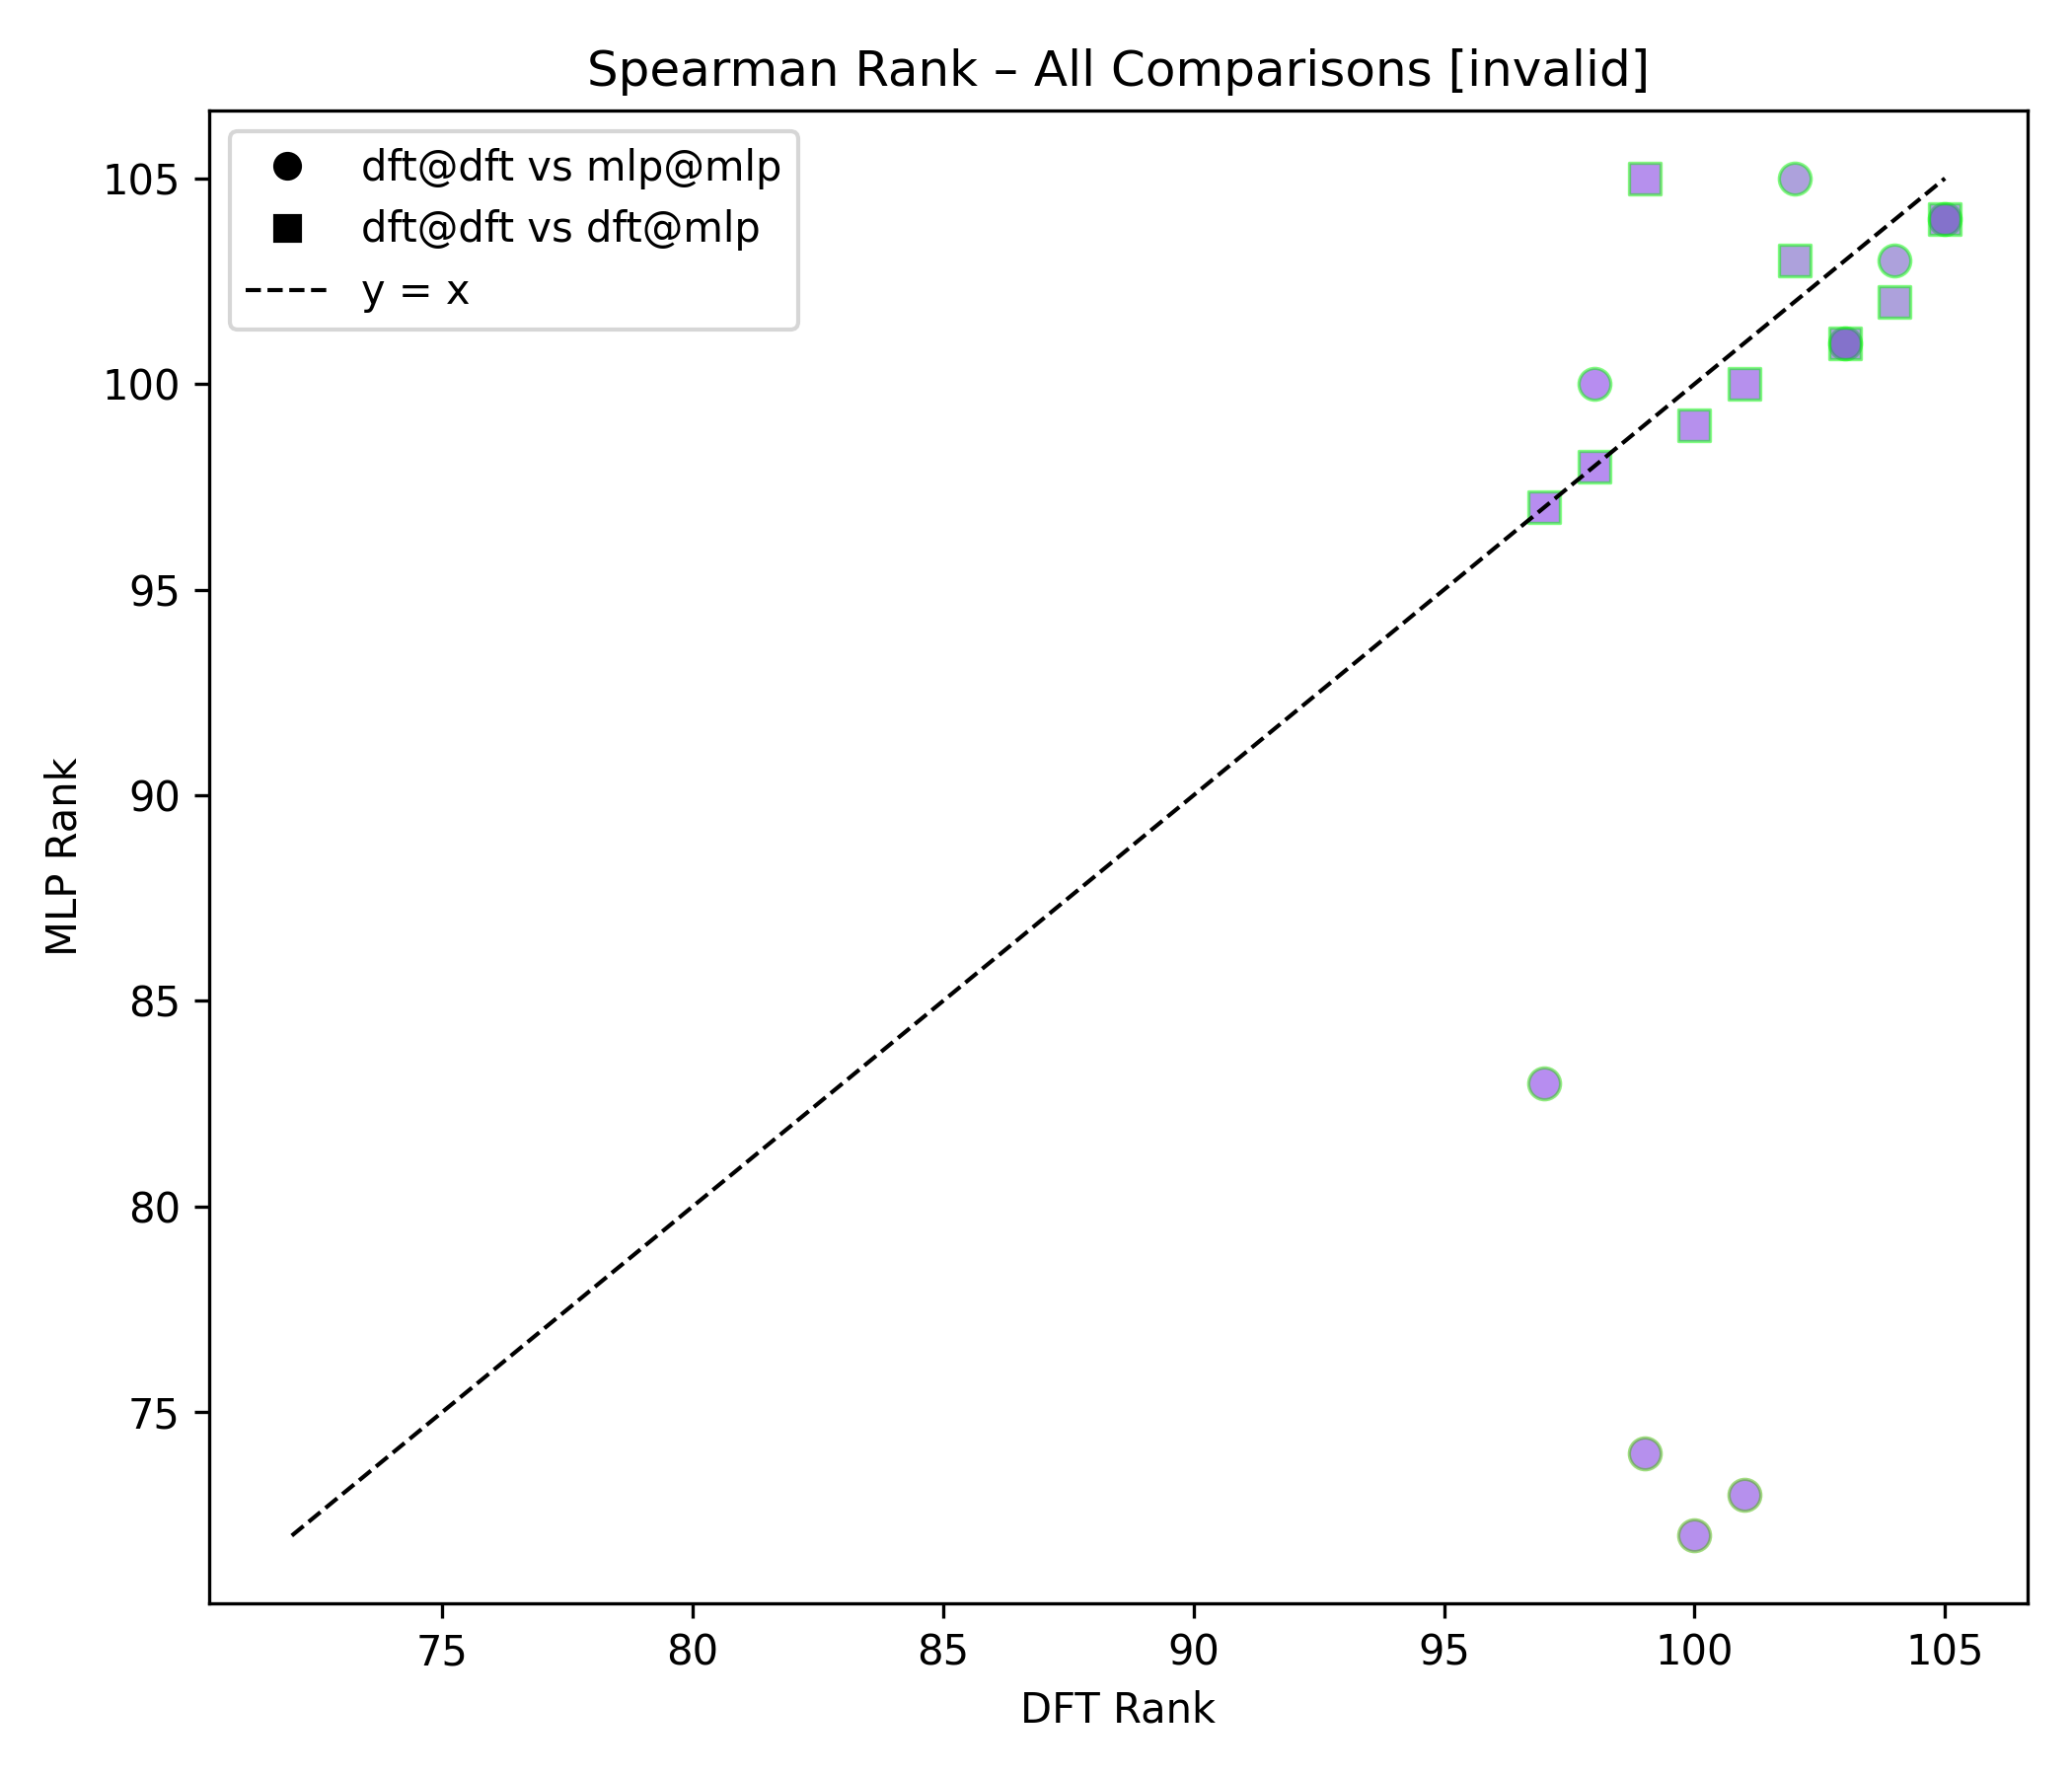 Spearman Rank – All Comparisons [invalid]
dft@dft vs mlp@mlp
dft@dft vs dft@mlp
y = x
105
100
95
90
85
80
75
MLP Rank
75 80 85 90 95 100 105
DFT Rank